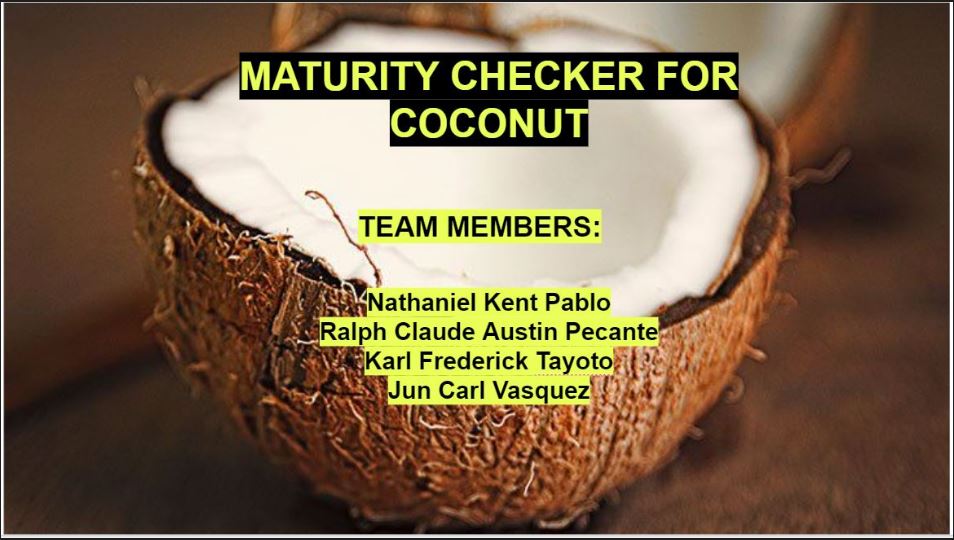 MATURITY CHECKER FOR
COCONUT
TEAM MEMBERS:
Nathaniel Kent Pablo
Ralph Claude Austin Pecante
Karl Frederick Tayoto
Jun Carl Vasquez